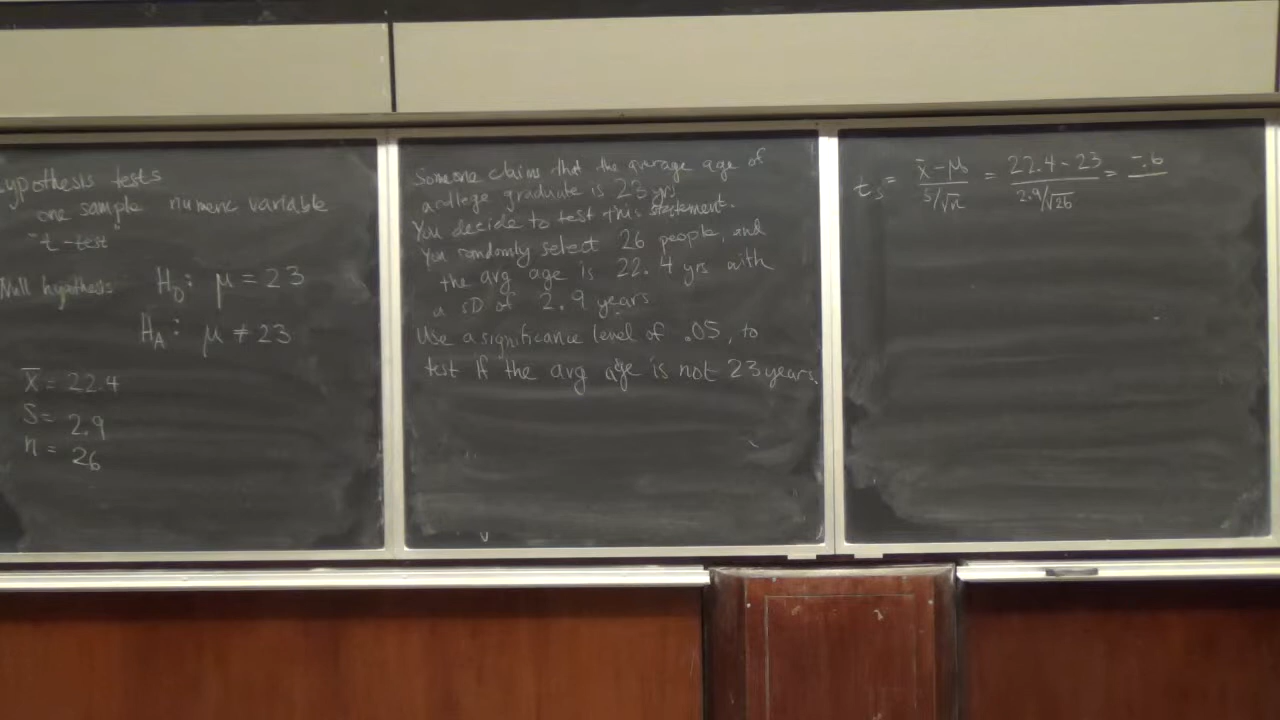 ypothesis tests
one sample numeric variable
"t-test"
Null hypothesis: H₀: μ = 23
H_A: μ ≠ 23
x̄ = 22.4
S = 2.9
n = 26
Someone claims that the average age of
a college graduate is 23 yrs.
You decide to test this statement.
You randomly select 26 people, and
the avg age is 22.4 yrs with
a SD of 2.9 years
Use a significance level of .05, to
test if the avg age is not 23 years.
t_s = (x̄ - μ₀)/(s/√n) = (22.4 - 23)/(2.9/√26) = -.6